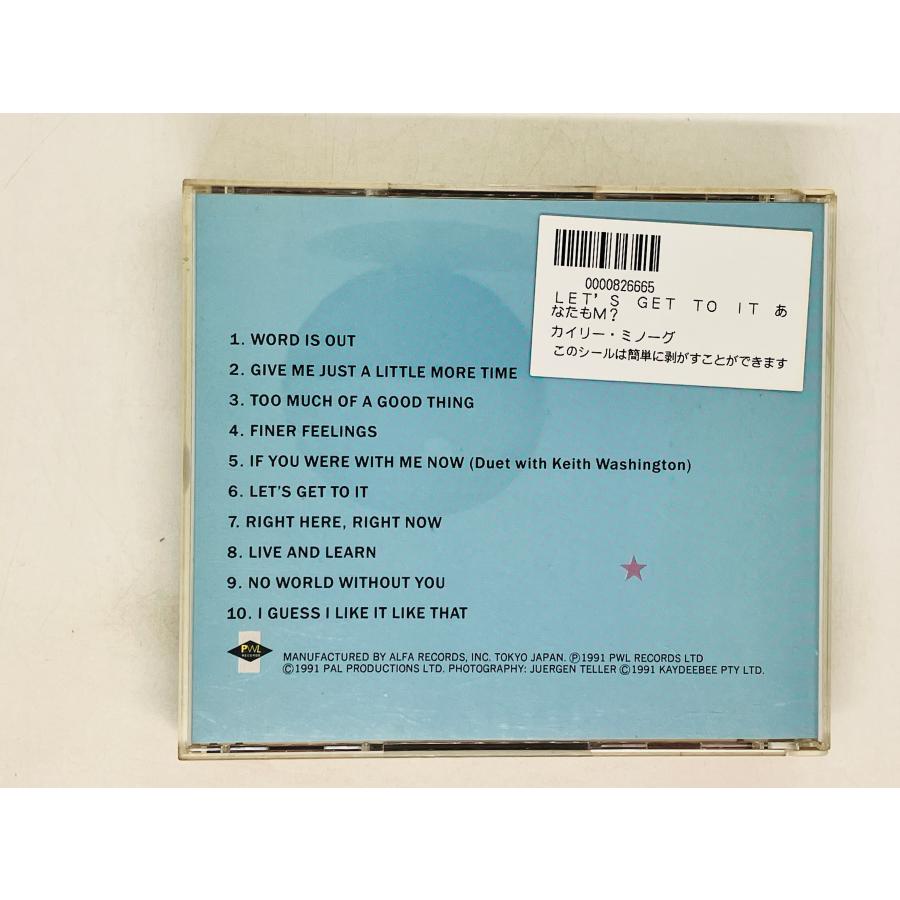 0000826665
LET'S GET TO IT あ
なたもM?
カイリー・ミノーグ
このシールは簡単に剥がすことができます
1. WORD IS OUT
2. GIVE ME JUST A LITTLE MORE TIME
3. TOO MUCH OF A GOOD THING
4. FINER FEELINGS
5. IF YOU WERE WITH ME NOW (Duet with Keith Washington)
6. LET'S GET TO IT
7. RIGHT HERE, RIGHT NOW
8. LIVE AND LEARN
9. NO WORLD WITHOUT YOU
10. I GUESS I LIKE IT LIKE THAT
PWL
RECORDS
MANUFACTURED BY ALFA RECORDS, INC. TOKYO JAPAN. ℗1991 PWL RECORDS LTD
©1991 PAL PRODUCTIONS LTD. PHOTOGRAPHY: JUERGEN TELLER ©1991 KAYDEEBEE PTY LTD.